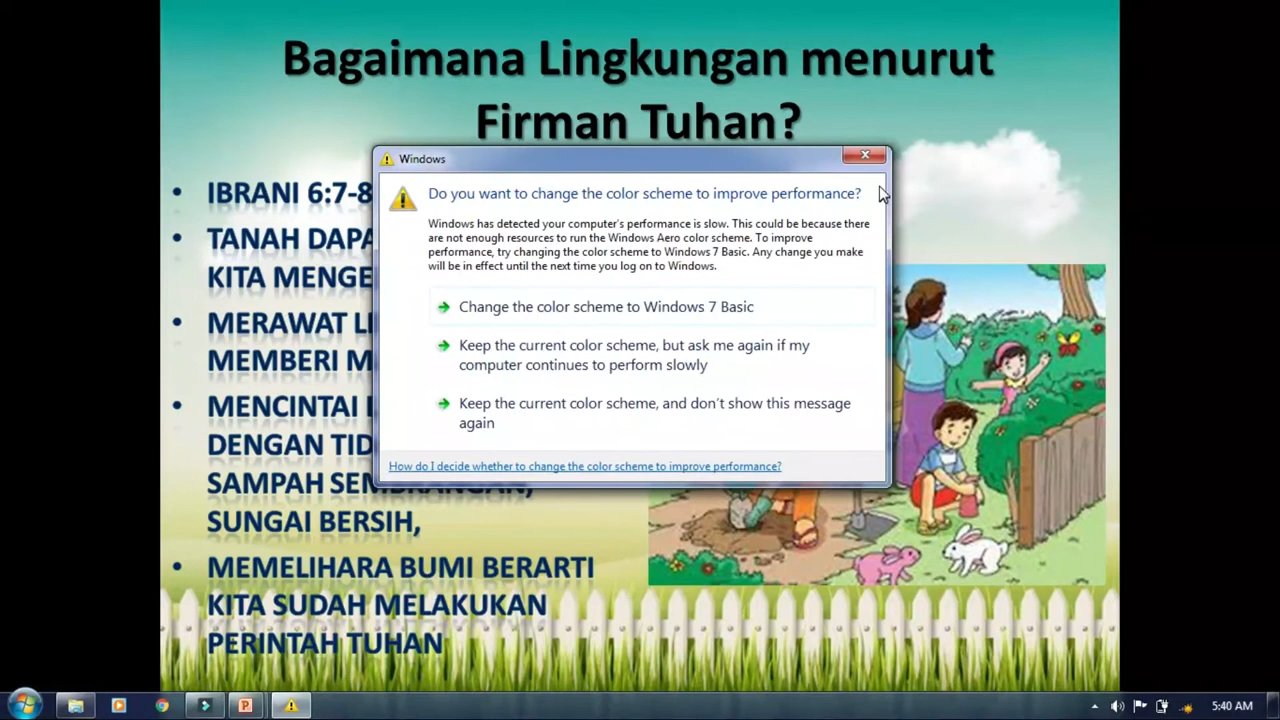 Bagaimana Lingkungan menurut
Firman Tuhan?
Windows
Do you want to change the color scheme to improve performance?
Windows has detected your computer's performance is slow. This could be because there
are not enough resources to run the Windows Aero color scheme. To improve
performance, try changing the color scheme to Windows 7 Basic. Any change you make
will be in effect until the next time you log on to Windows.
Change the color scheme to Windows 7 Basic
Keep the current color scheme, but ask me again if my
computer continues to perform slowly
Keep the current color scheme, and don't show this message
again
How do I decide whether to change the color scheme to improve performance?
• IBRANI 6:7-8
• TANAH
KITA
• MERAWAT
MEMBERI
• MENCINTAI
DENGAN
SAMPAH
SUNGAI BERSIH,
• MEMELIHARA BUMI BERARTI
KITA SUDAH MELAKUKAN
PERINTAH TUHAN
5:40 AM